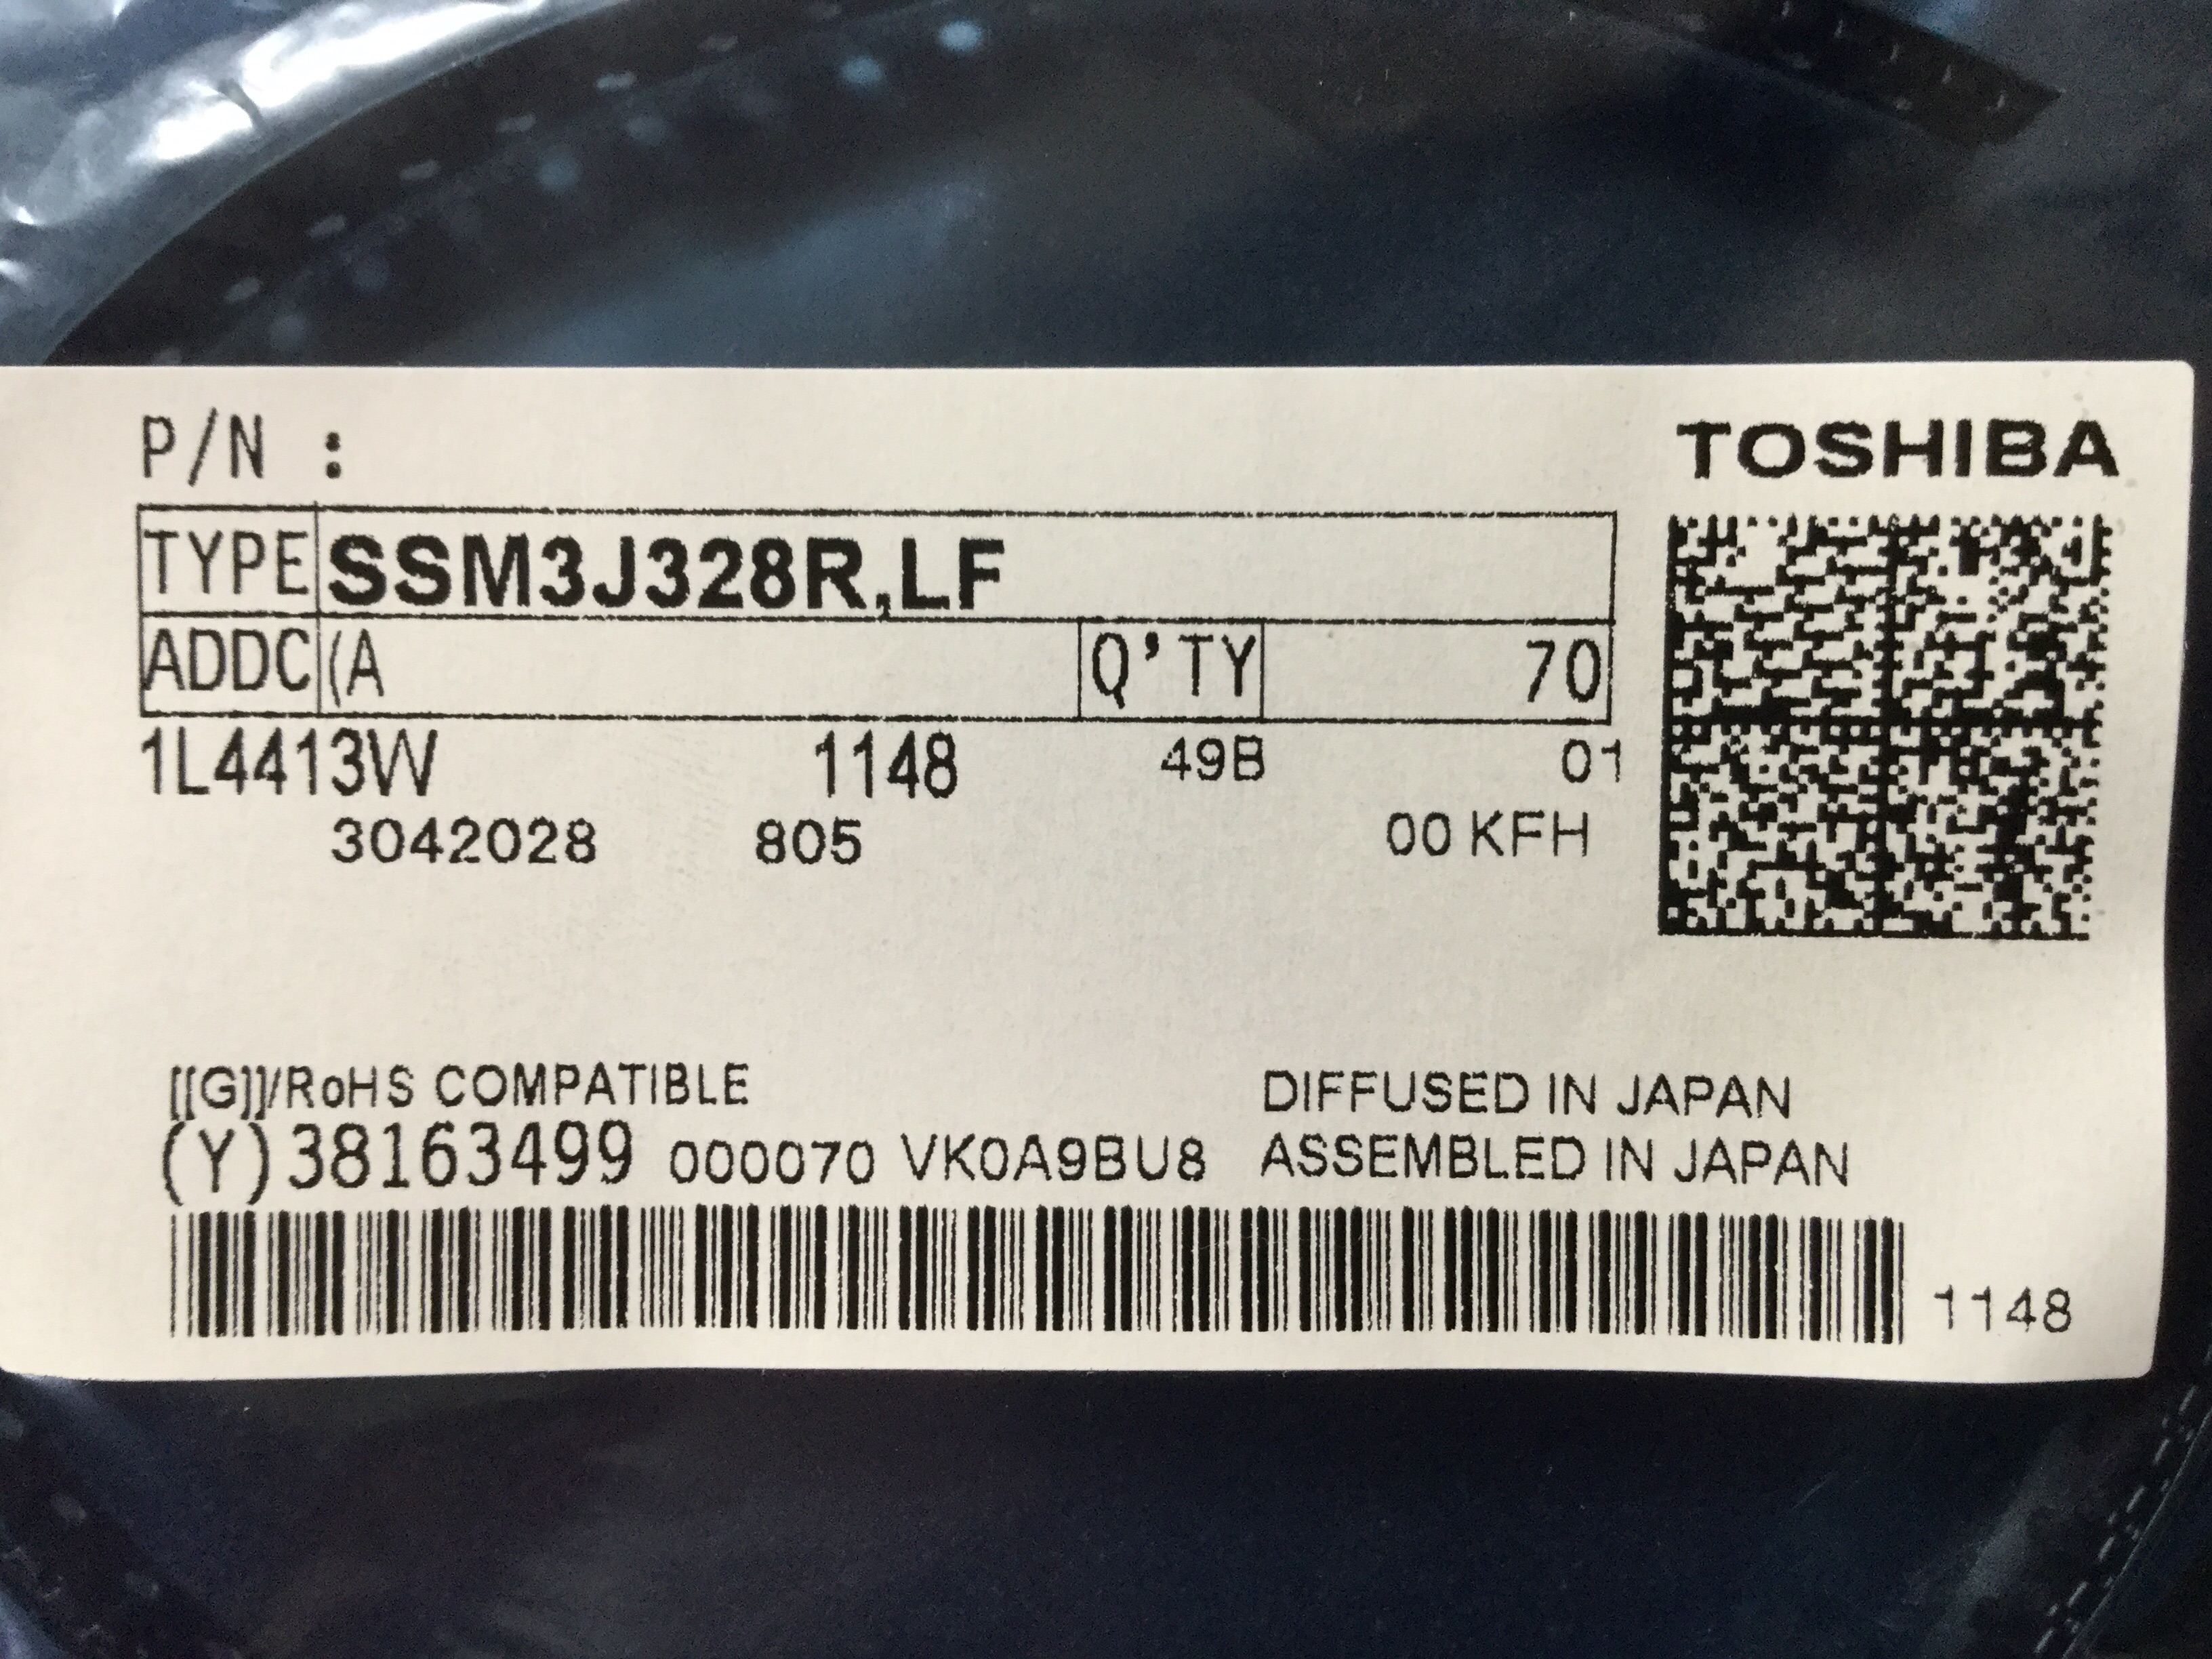 P/N :
TOSHIBA
TYPE SSM3J328R,LF
ADDC (A Q'TY 70
1L4413W 1148 49B 01
3042028 805 00 KFH
[[G]]/RoHS COMPATIBLE DIFFUSED IN JAPAN
(Y)38163499 000070 VK0A9BU8 ASSEMBLED IN JAPAN
1148